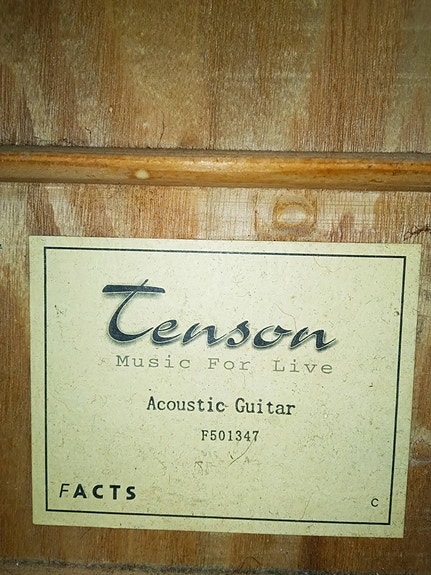 Tenson
Music For Live
Acoustic Guitar
F501347
FACTS
C